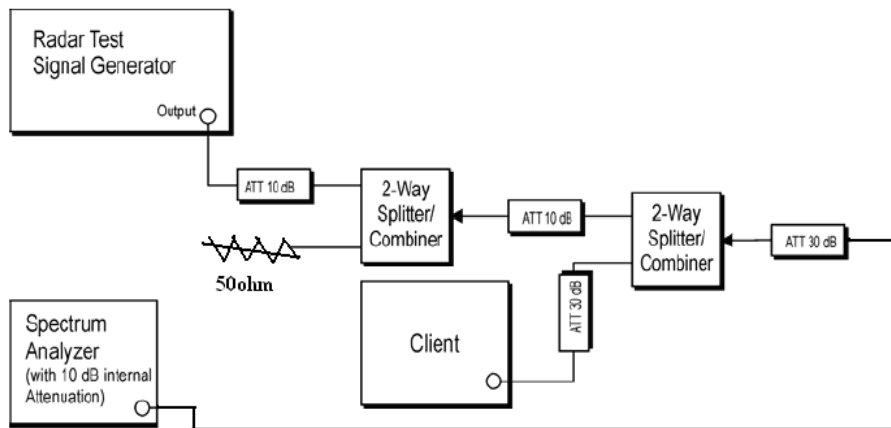 Radar Test
Signal Generator
Output
ATT 10 dB
2-Way
Splitter/
Combiner
ATT 10 dB
2-Way
Splitter/
Combiner
ATT 30 dB
50ohm
ATT 30 dB
Client
Spectrum
Analyzer
(with 10 dB internal
Attenuation)